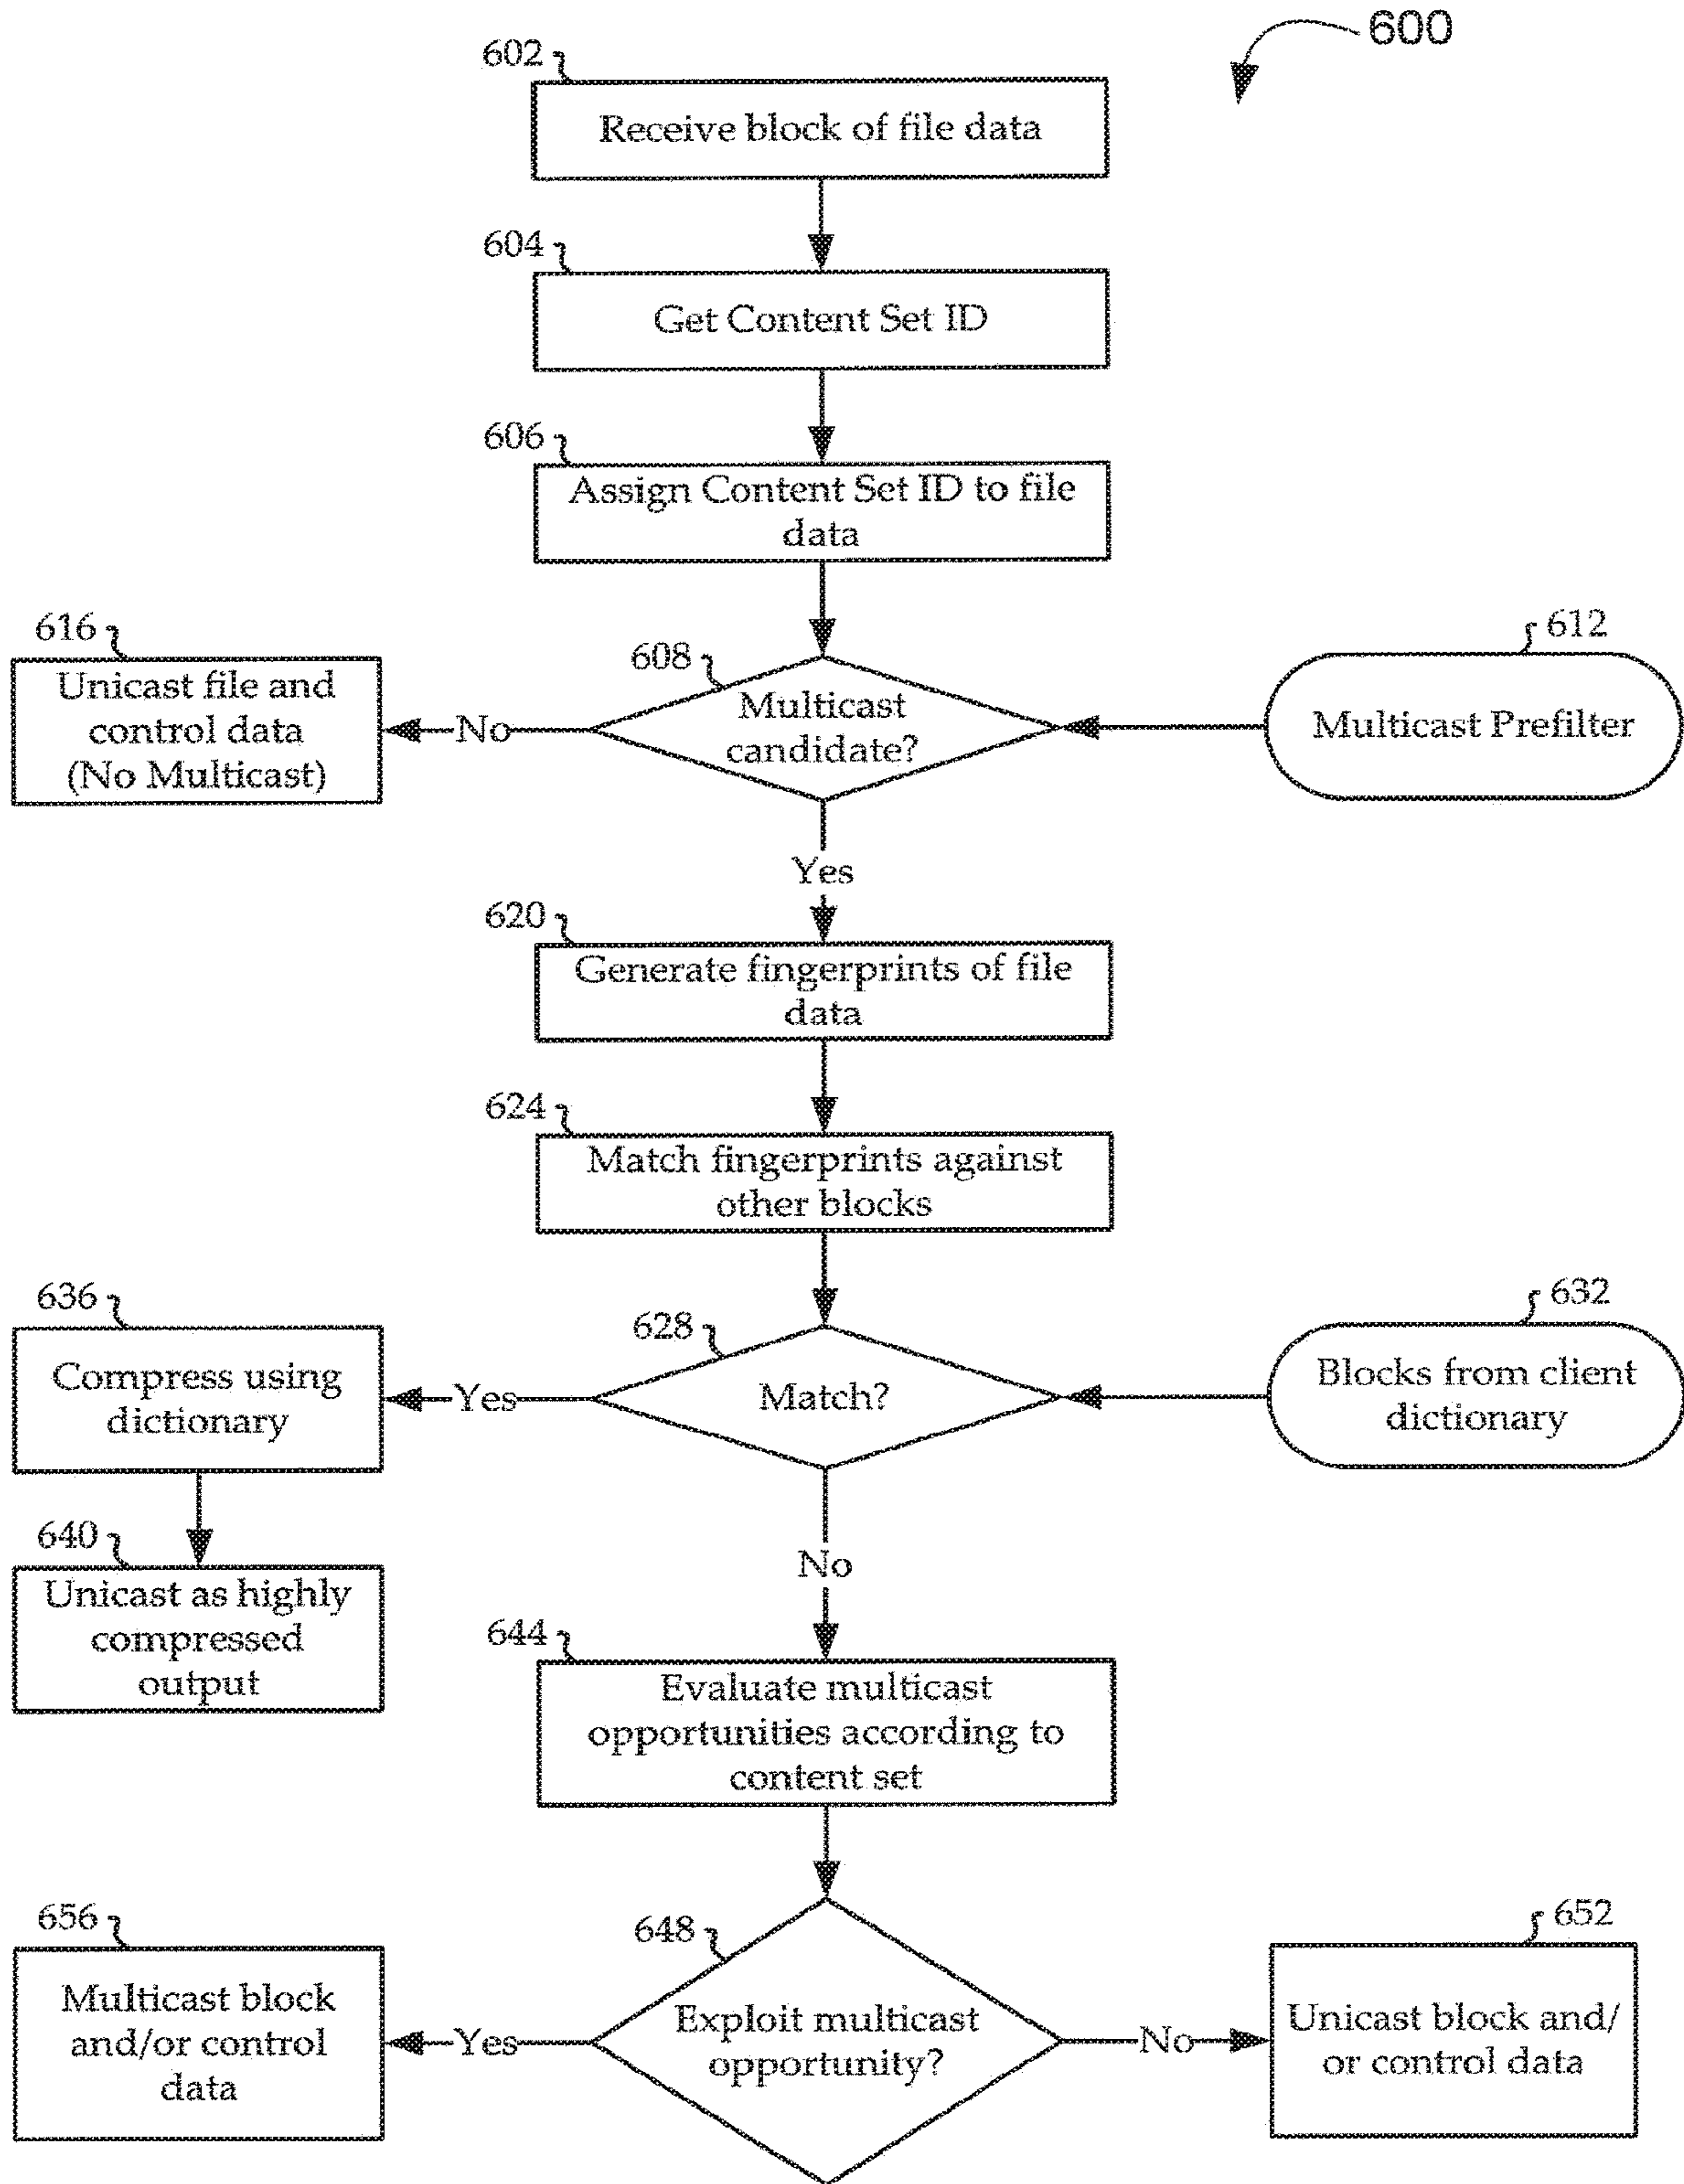 600
602
Receive block of file data
604
Get Content Set ID
606
Assign Content Set ID to file
data
616
Unicast file and
control data
(No Multicast)
No
608
Multicast
candidate?
612
Multicast Prefilter
Yes
620
Generate fingerprints of file
data
624
Match fingerprints against
other blocks
636
Compress using
dictionary
Yes
628
Match?
632
Blocks from client
dictionary
640
Unicast as highly
compressed
output
No
644
Evaluate multicast
opportunities according to
content set
656
Multicast block
and/or control
data
Yes
648
Exploit multicast
opportunity?
No
652
Unicast block and/
or control data